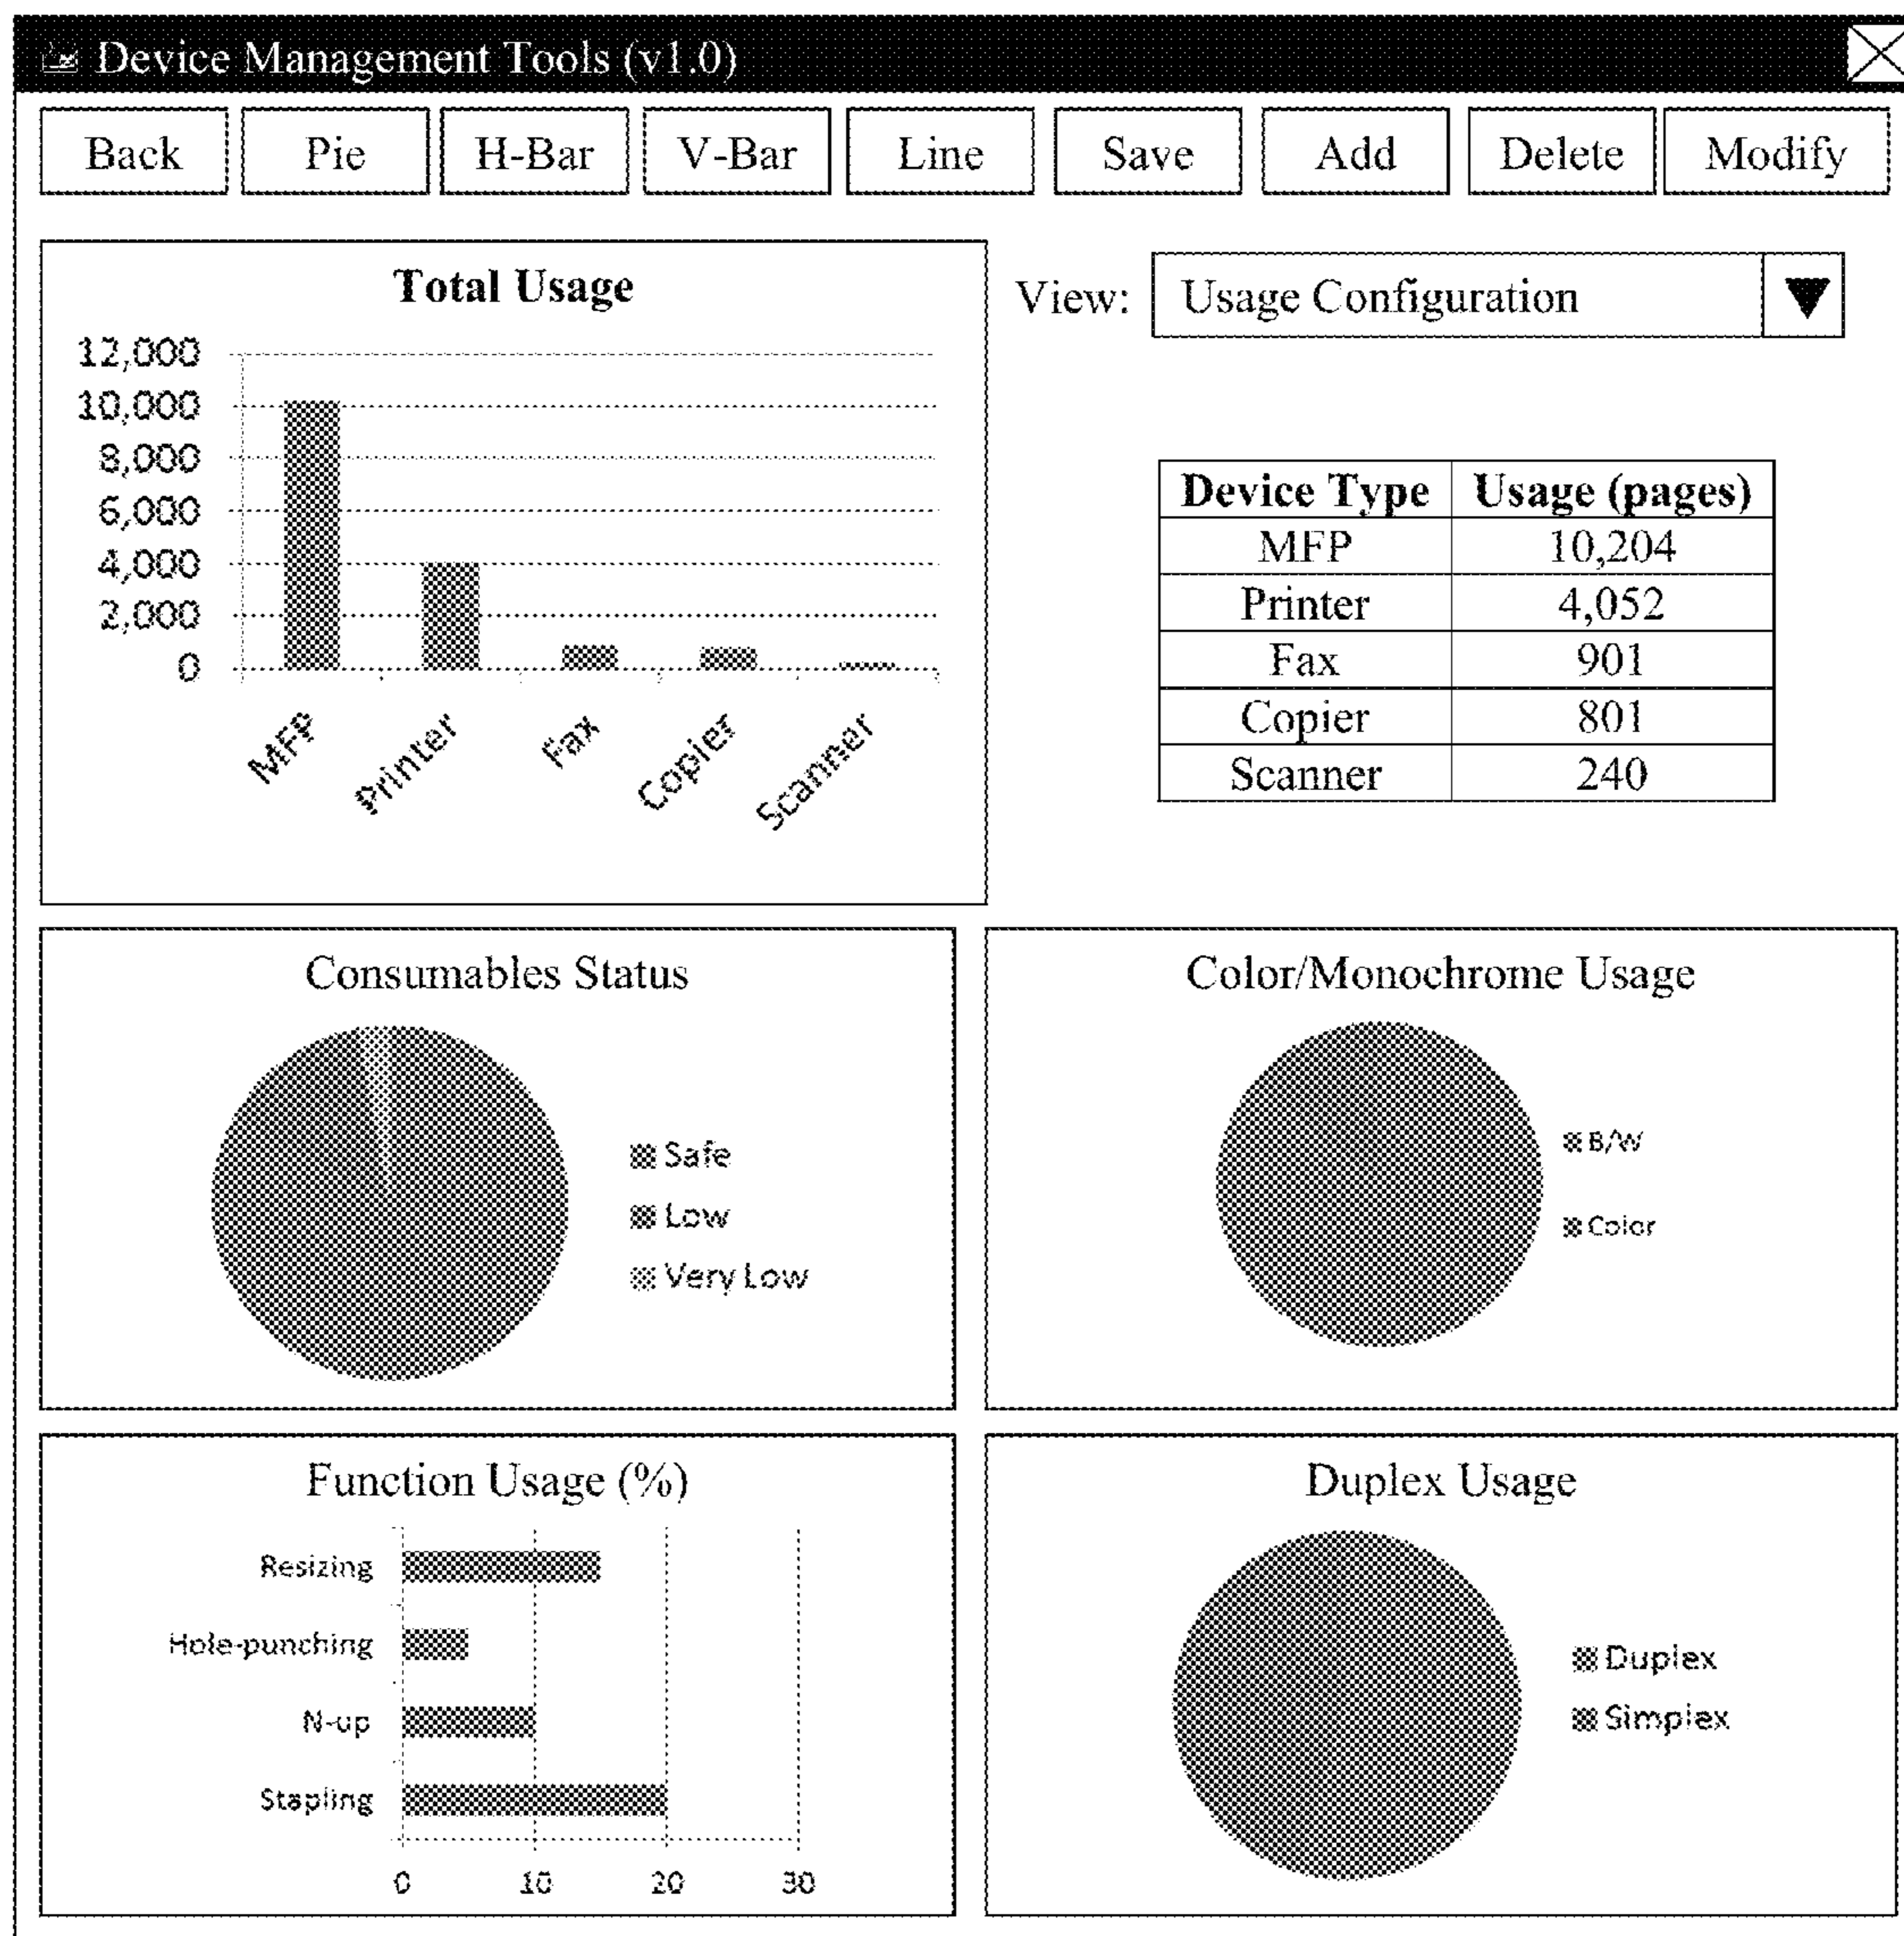 Device Management Tools (v1.0)
Back Pie H-Bar V-Bar Line Save Add Delete Modify
Total Usage
12,000
10,000
8,000
6,000
4,000
2,000
0
MFP Printer Fax Copier Scanner
View: Usage Configuration
Device Type Usage (pages)
MFP 10,204
Printer 4,052
Fax 901
Copier 801
Scanner 240
Consumables Status
Safe
Low
Very Low
Color/Monochrome Usage
B/W
Color
Function Usage (%)
Resizing
Hole-punching
N-up
Stapling
0 10 20 30
Duplex Usage
Duplex
Simplex